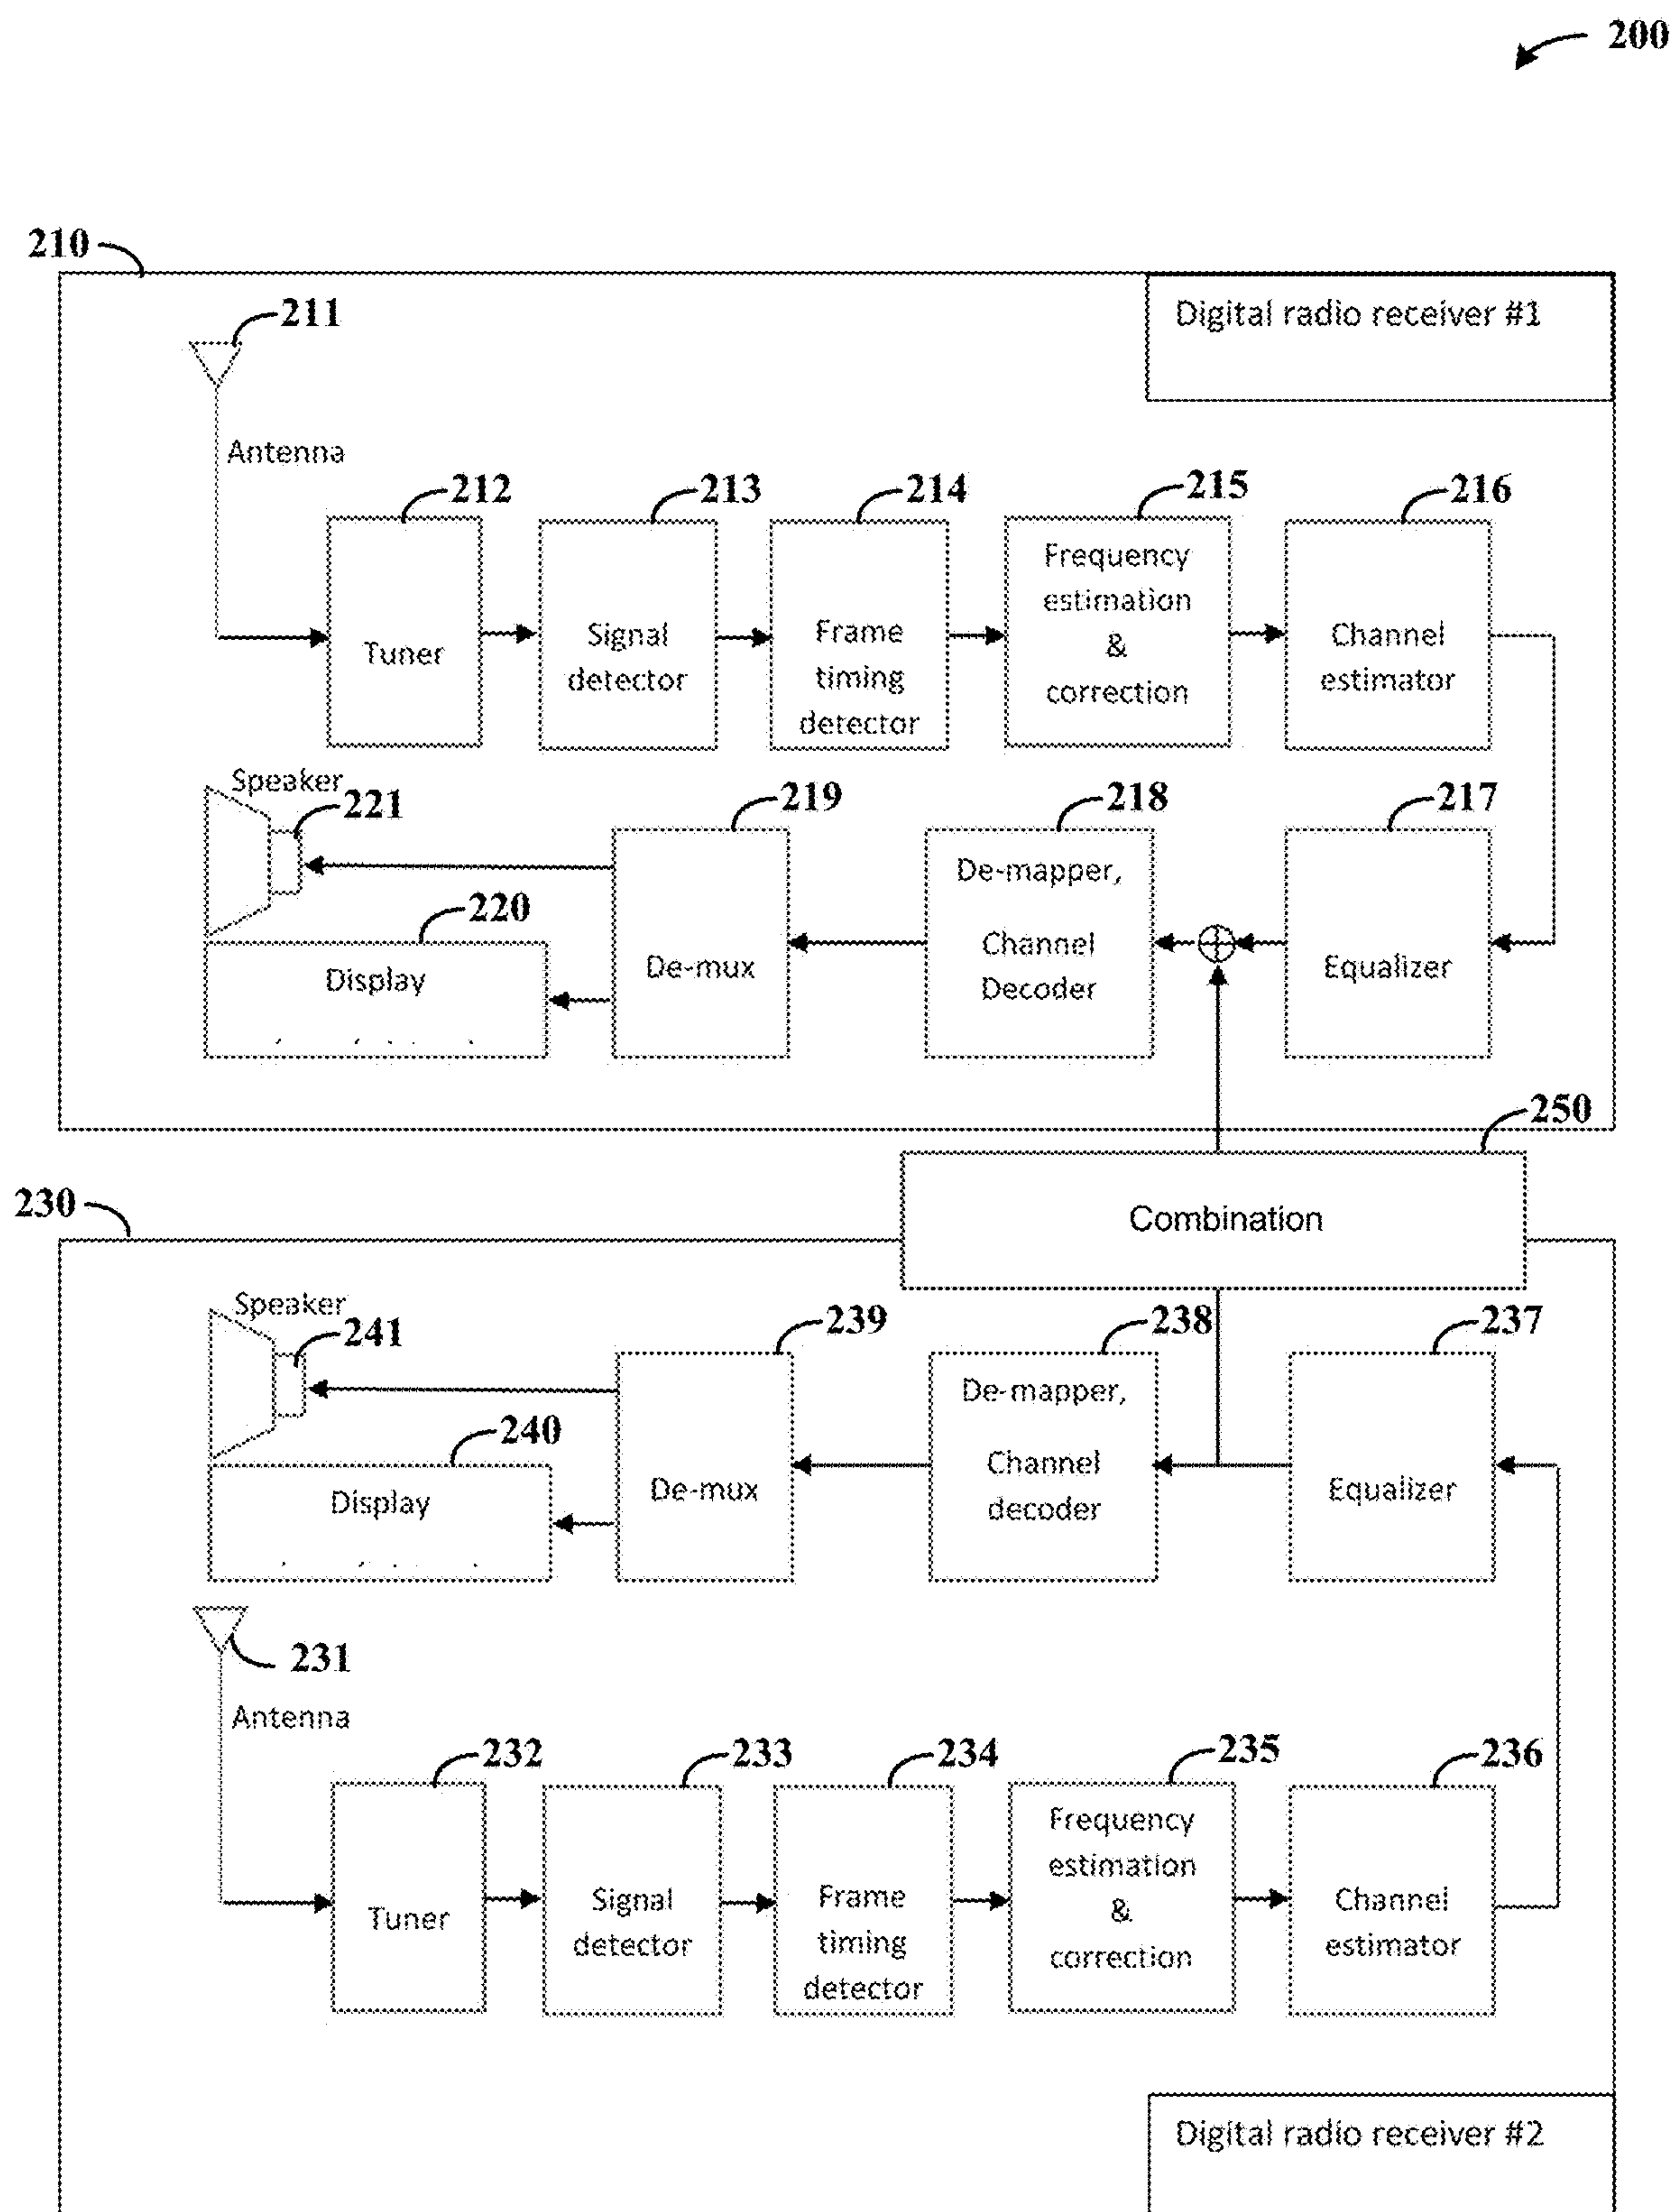 200
210
Digital radio receiver #1
211
Antenna
212
213
214
215
216
Tuner
Signal
detector
Frame
timing
detector
Frequency
estimation
&
correction
Channel
estimator
Speaker
221
219
218
217
220
Display
De-mux
De-mapper,
Channel
Decoder
Equalizer
250
Combination
230
Speaker
241
239
238
237
240
Display
De-mux
De-mapper,
Channel
decoder
Equalizer
231
Antenna
232
233
234
235
236
Tuner
Signal
detector
Frame
timing
detector
Frequency
estimation
&
correction
Channel
estimator
Digital radio receiver #2